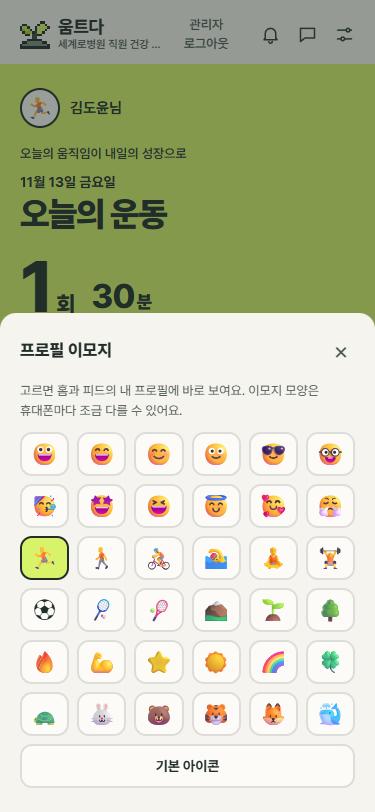 움트다
세계로병원 직원 건강 ...
관리자
로그아웃
김도윤님
오늘의 움직임이 내일의 성장으로
11월 13일 금요일
오늘의 운동
1회 30분
프로필 이모지
고르면 홈과 피드의 내 프로필에 바로 보여요. 이모지 모양은
휴대폰마다 조금 다를 수 있어요.
기본 아이콘